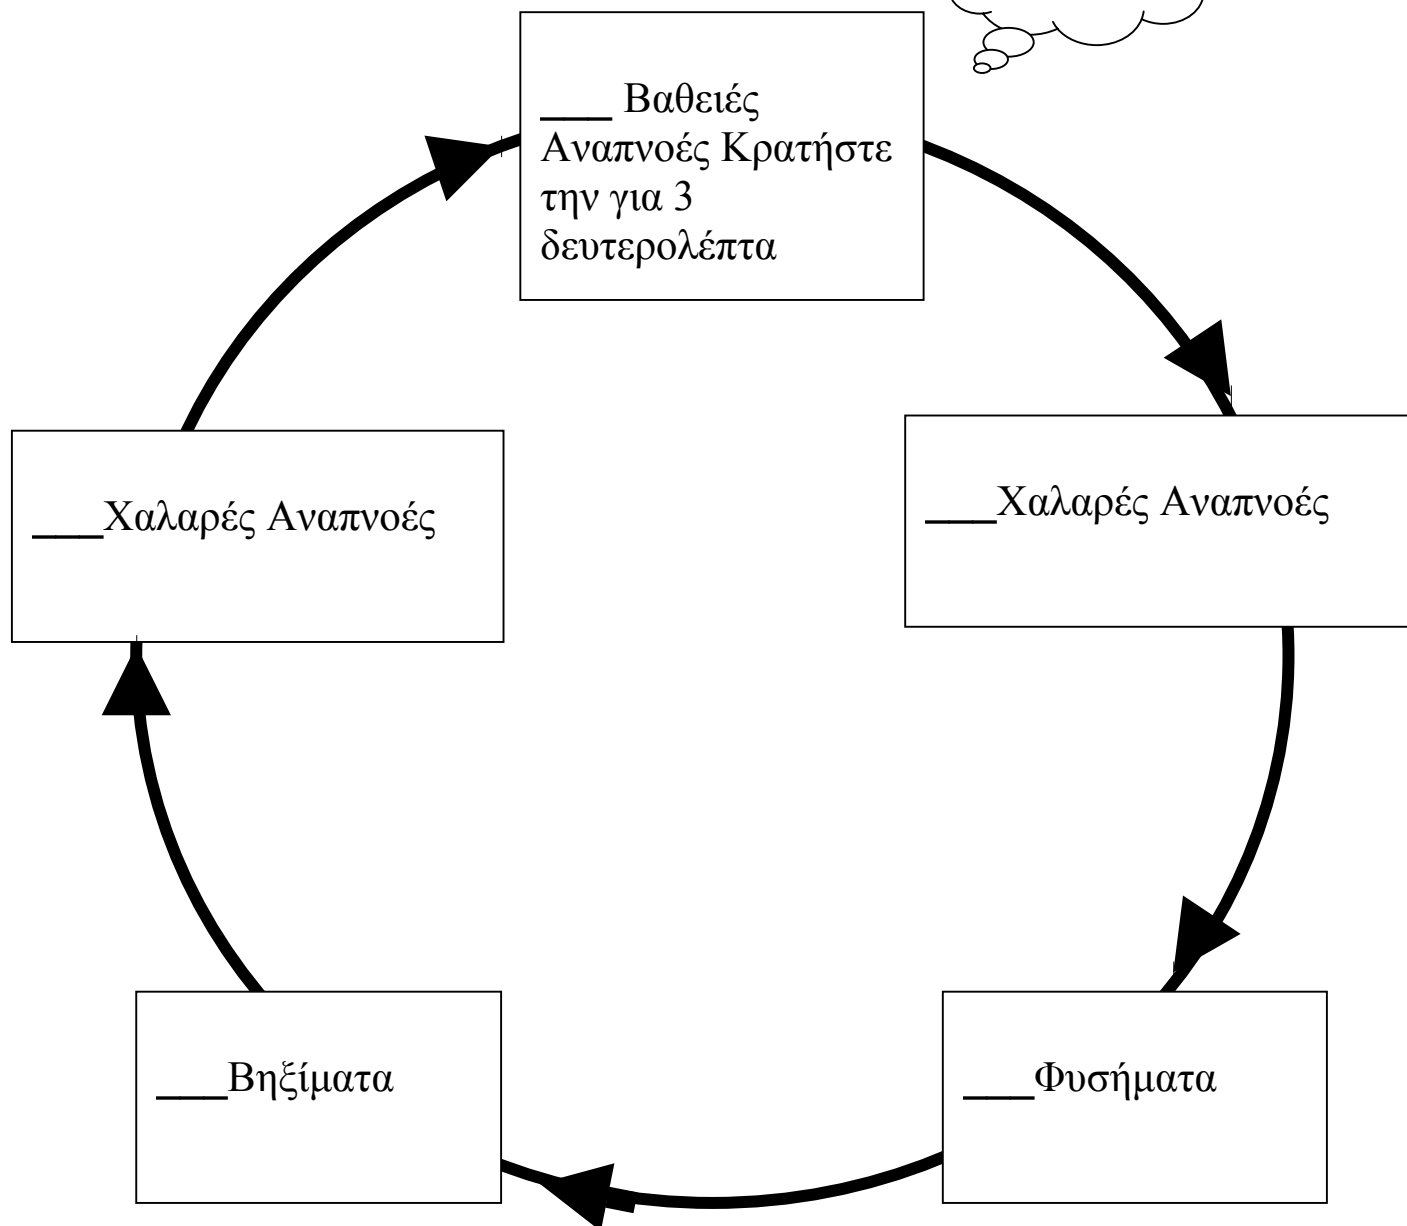 ___ Βαθειές
Αναπνοές Κρατήστε
την για 3
δευτερολέπτα
___Χαλαρές Αναπνοές
___Χαλαρές Αναπνοές
___Βηξίματα
___Φυσήματα